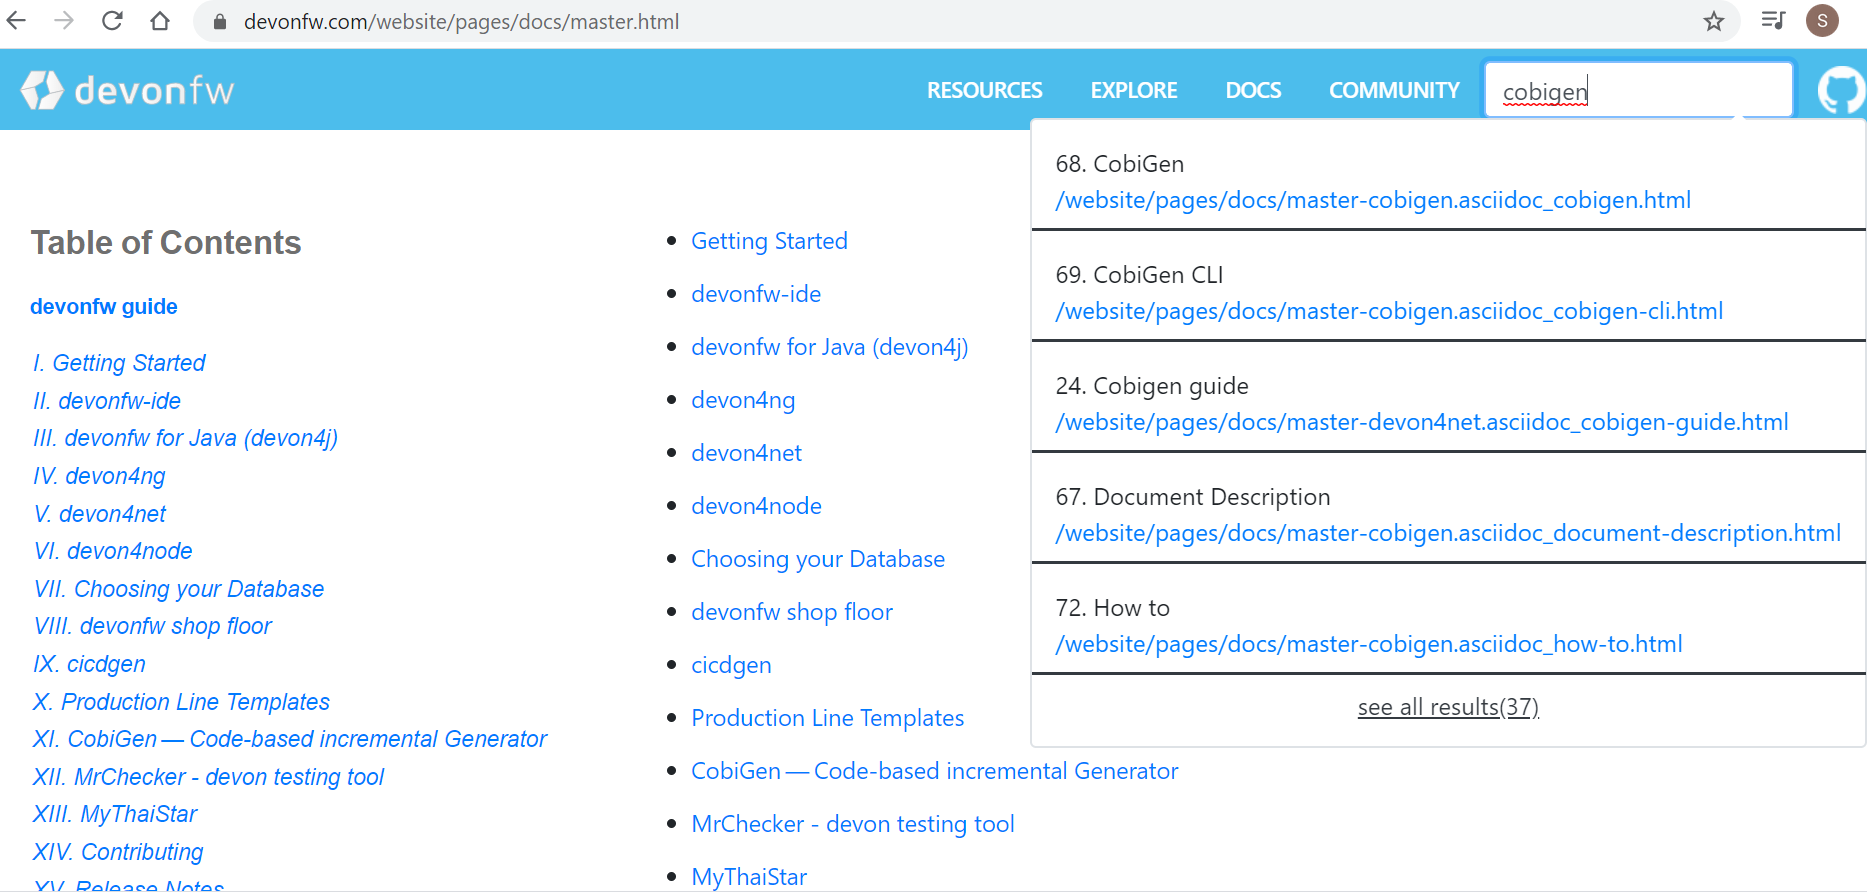 devonfw.com/website/pages/docs/master.html
S
devonfw
RESOURCES
EXPLORE
DOCS
COMMUNITY
cobigen
68. CobiGen
/website/pages/docs/master-cobigen.asciidoc_cobigen.html
69. CobiGen CLI
/website/pages/docs/master-cobigen.asciidoc_cobigen-cli.html
24. Cobigen guide
/website/pages/docs/master-devon4net.asciidoc_cobigen-guide.html
67. Document Description
/website/pages/docs/master-cobigen.asciidoc_document-description.html
72. How to
/website/pages/docs/master-cobigen.asciidoc_how-to.html
see all results(37)
Table of Contents
devonfw guide
I. Getting Started
II. devonfw-ide
III. devonfw for Java (devon4j)
IV. devon4ng
V. devon4net
VI. devon4node
VII. Choosing your Database
VIII. devonfw shop floor
IX. cicdgen
X. Production Line Templates
XI. CobiGen — Code-based incremental Generator
XII. MrChecker - devon testing tool
XIII. MyThaiStar
XIV. Contributing
XV. Release Notes
• Getting Started
• devonfw-ide
• devonfw for Java (devon4j)
• devon4ng
• devon4net
• devon4node
• Choosing your Database
• devonfw shop floor
• cicdgen
• Production Line Templates
• CobiGen — Code-based incremental Generator
• MrChecker - devon testing tool
• MyThaiStar